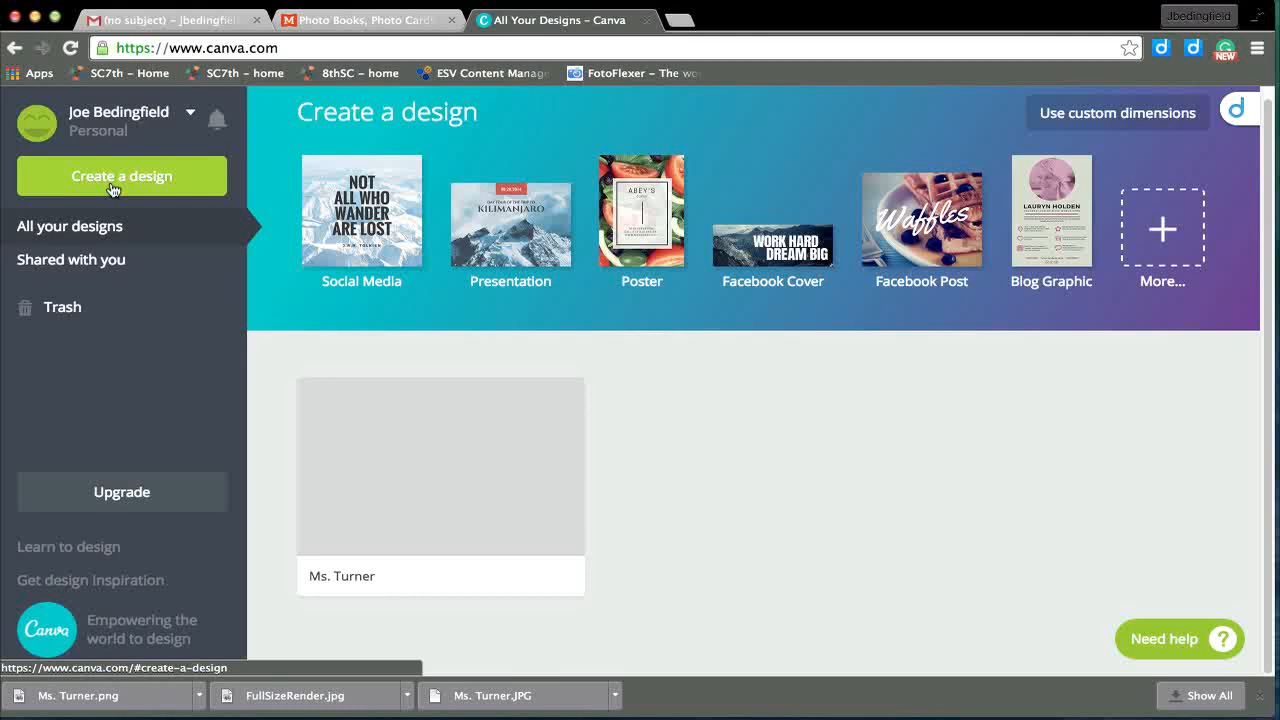 (no subject) – Jbedingfiel
Photo Books, Photo Cards
All Your Designs – Canva
Jbedingfield
https://www.canva.com
NEW
Apps
SC7th – Home
SC7th – home
8thSC – home
ESV Content Manag
FotoFlexer – The wo
Joe Bedingfield
Personal
Create a design
All your designs
Shared with you
Trash
Upgrade
Learn to design
Get design Inspiration
Canva
Empowering the
world to design
https://www.canva.com/#create-a-design
Create a design
Use custom dimensions
NOT
ALL WHO
WANDER
ARE LOST
J.R.R. TOLKIEN
Social Media
KILIMANJARO
Presentation
ABEY'S
Poster
WORK HARD
DREAM BIG
Facebook Cover
Waffles
Facebook Post
LAURYN HOLDEN
Blog Graphic
More...
Ms. Turner
Need help ?
Ms. Turner.png
FullSizeRender.jpg
Ms. Turner.JPG
Show All